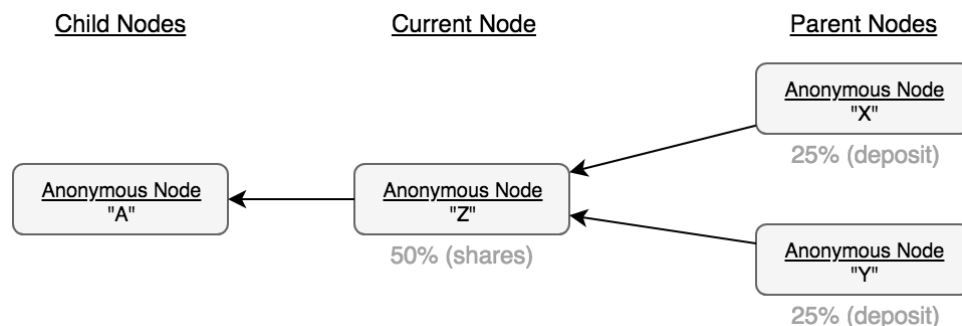 Child Nodes
Current Node
Parent Nodes
Anonymous Node
"X"
25% (deposit)
Anonymous Node
"A"
Anonymous Node
"Z"
50% (shares)
Anonymous Node
"Y"
25% (deposit)